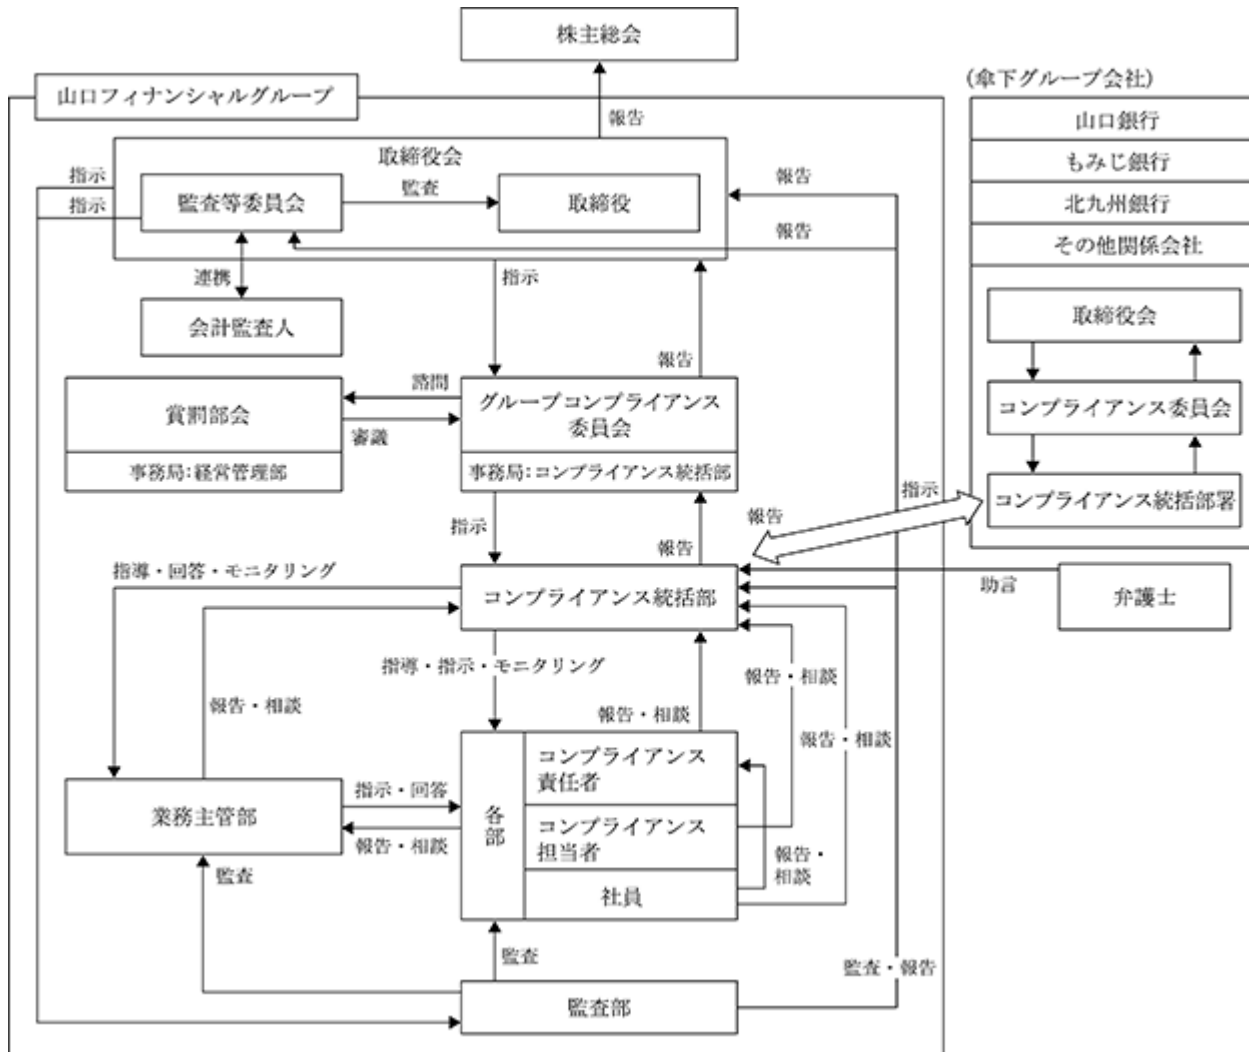 株主総会
山口フィナンシャルグループ
(傘下グループ会社)
報告
山口銀行
もみじ銀行
北九州銀行
その他関係会社
取締役会
指示
指示
監査等委員会
監査
取締役
報告
報告
連携
指示
会計監査人
報告
取締役会
コンプライアンス委員会
コンプライアンス統括部署
諮問
賞罰部会
審議
事務局:経営管理部
グループコンプライアンス
委員会
事務局:コンプライアンス統括部
指示
報告
報告
指示
指導・回答・モニタリング
コンプライアンス統括部
助言
弁護士
指導・指示・モニタリング
報告・相談
報告・相談
報告・相談
報告・相談
業務主管部
指示・回答
報告・相談
各部
コンプライアンス
責任者
コンプライアンス
担当者
社員
報告・
相談
監査
監査
監査・報告
監査部